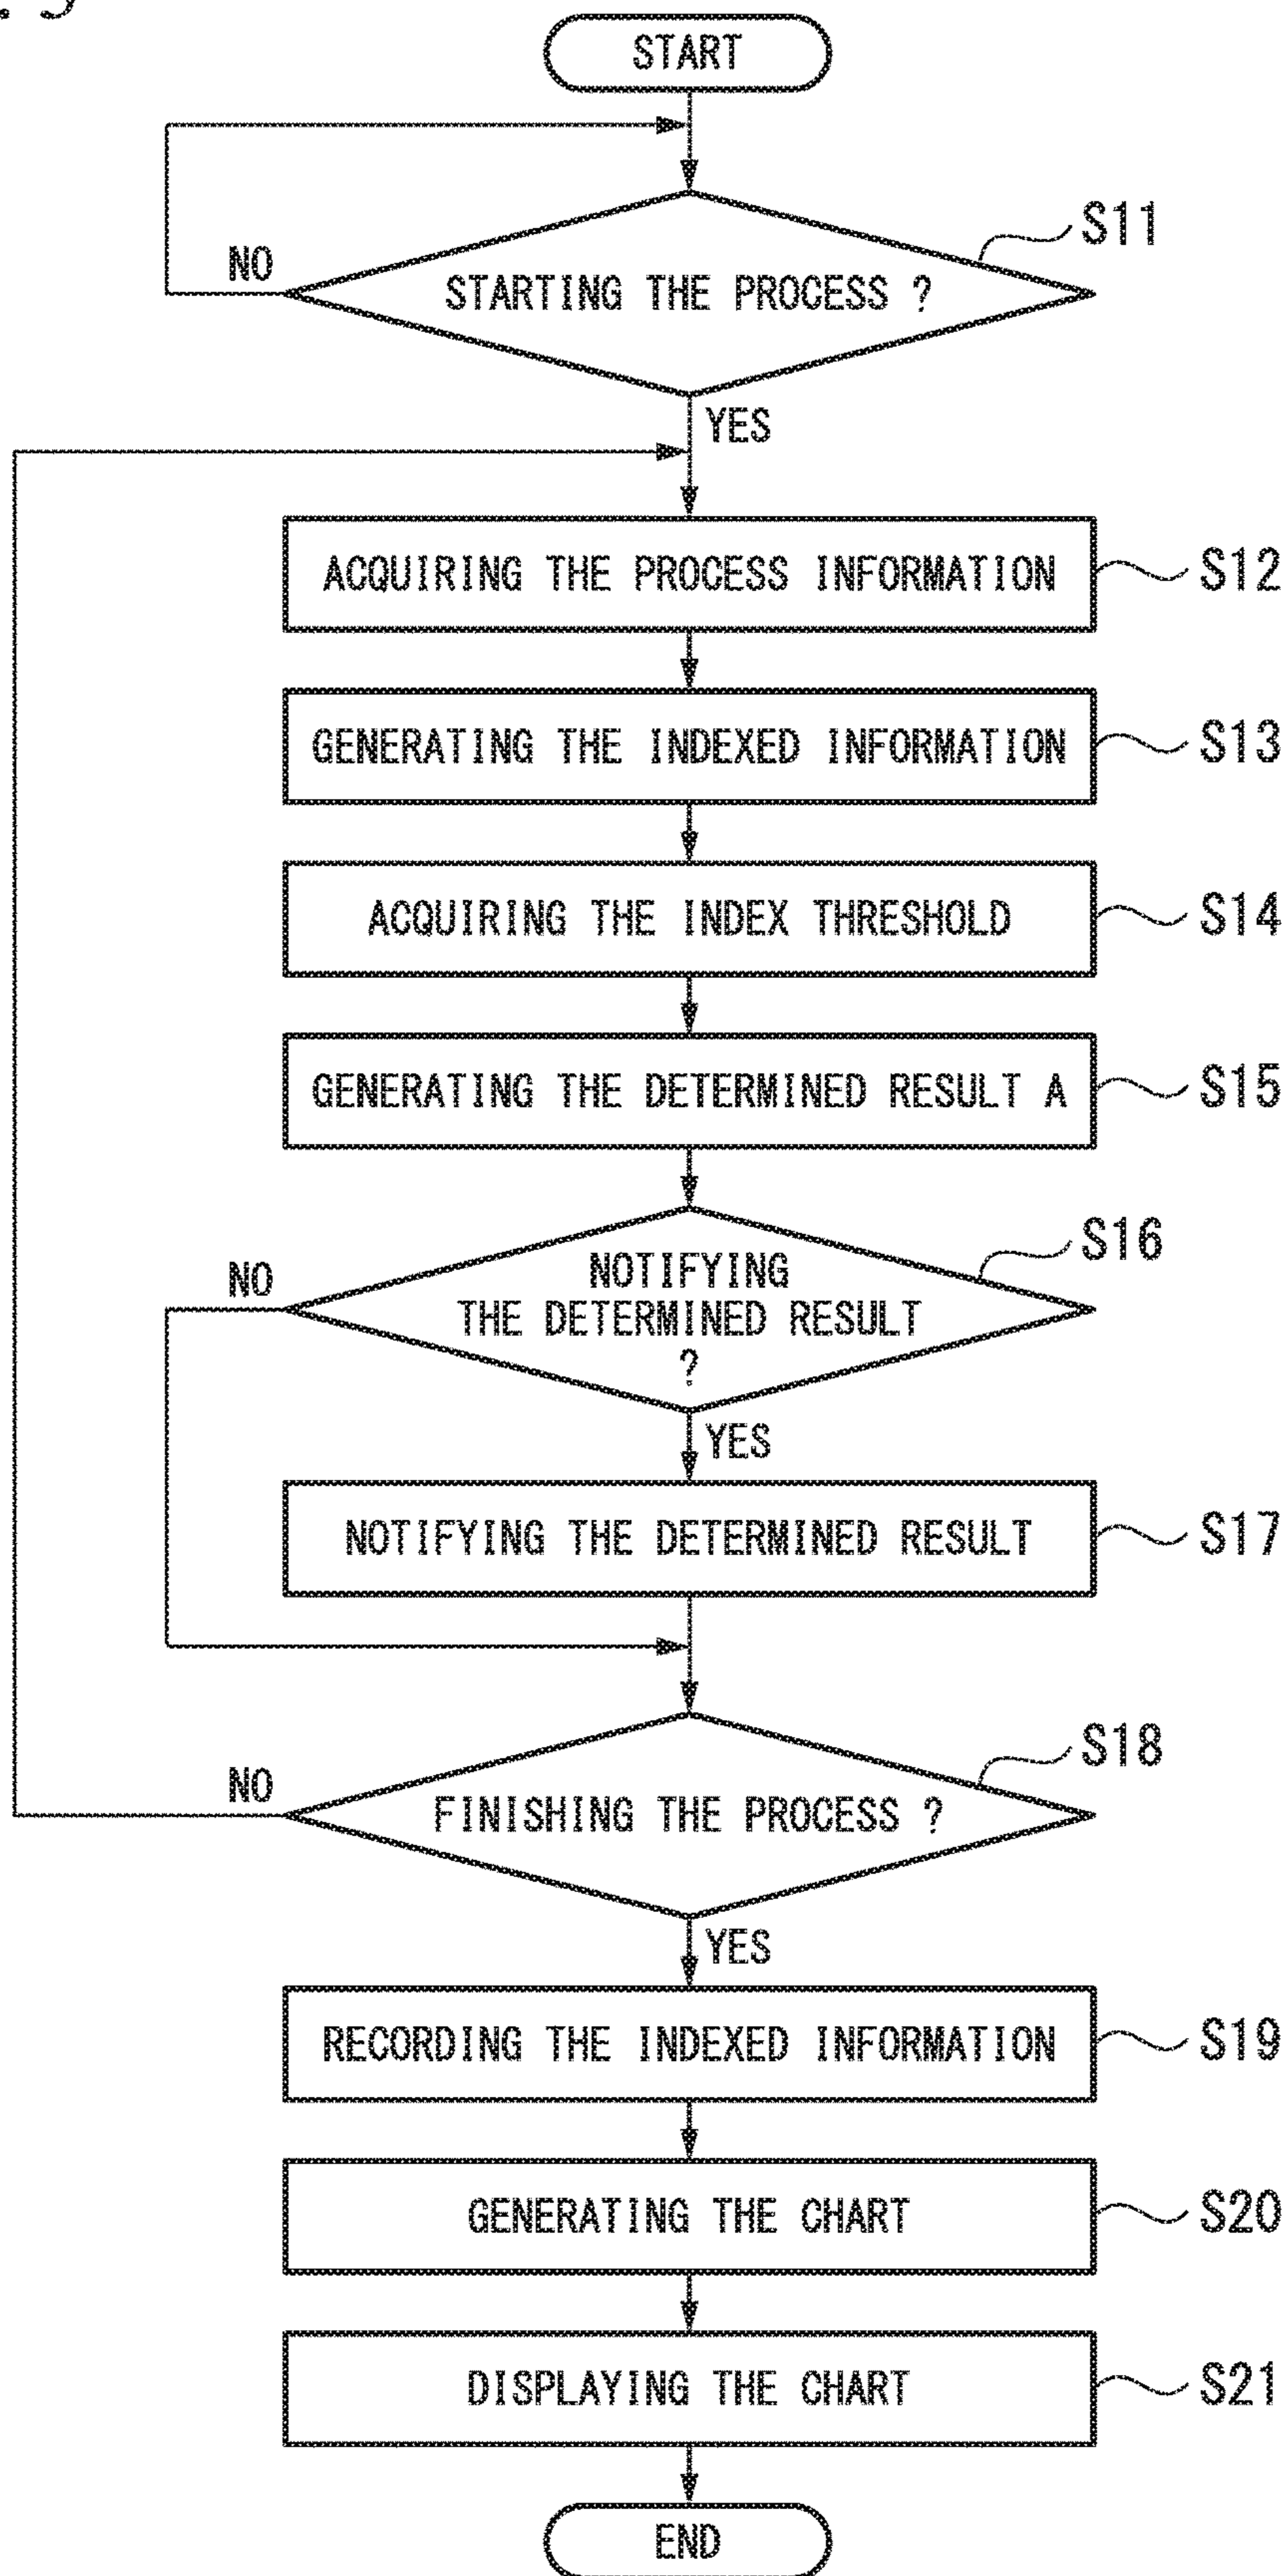 START
S11
NO
STARTING THE PROCESS ?
YES
ACQUIRING THE PROCESS INFORMATION
S12
GENERATING THE INDEXED INFORMATION
S13
ACQUIRING THE INDEX THRESHOLD
S14
GENERATING THE DETERMINED RESULT A
S15
S16
NO
NOTIFYING
THE DETERMINED RESULT
?
YES
NOTIFYING THE DETERMINED RESULT
S17
S18
NO
FINISHING THE PROCESS ?
YES
RECORDING THE INDEXED INFORMATION
S19
GENERATING THE CHART
S20
DISPLAYING THE CHART
S21
END